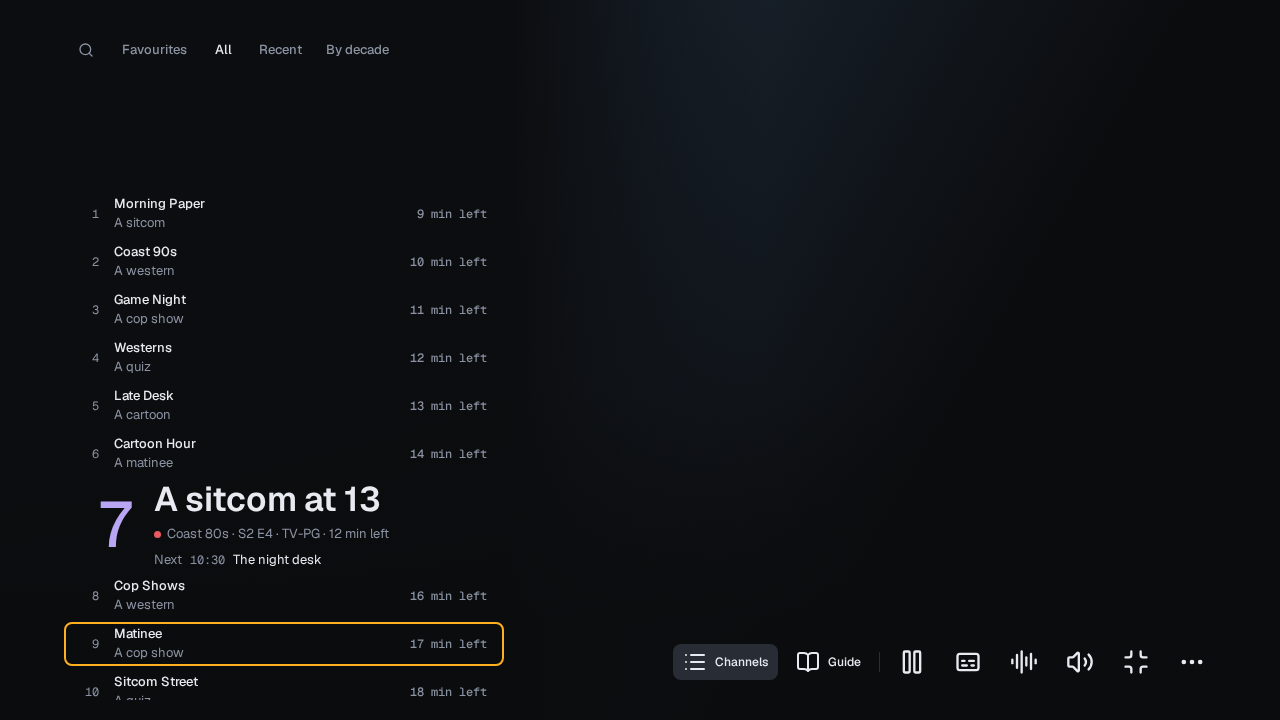 Favourites All Recent By decade
1 Morning Paper 9 min left
A sitcom
2 Coast 90s 10 min left
A western
3 Game Night 11 min left
A cop show
4 Westerns 12 min left
A quiz
5 Late Desk 13 min left
A cartoon
6 Cartoon Hour 14 min left
A matinee
7 A sitcom at 13
Coast 80s · S2 E4 · TV-PG · 12 min left
Next 10:30 The night desk
8 Cop Shows 16 min left
A western
9 Matinee 17 min left
A cop show
10 Sitcom Street 18 min left
A quiz
Channels Guide